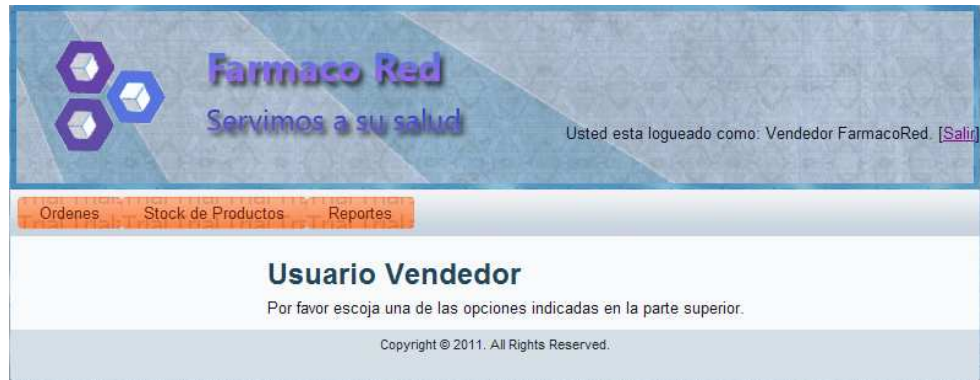 Farmaco Red
Servimos a su salud
Usted esta logueado como: Vendedor FarmacoRed. [Salir]
Ordenes Stock de Productos Reportes
Usuario Vendedor
Por favor escoja una de las opciones indicadas en la parte superior.
Copyright © 2011. All Rights Reserved.